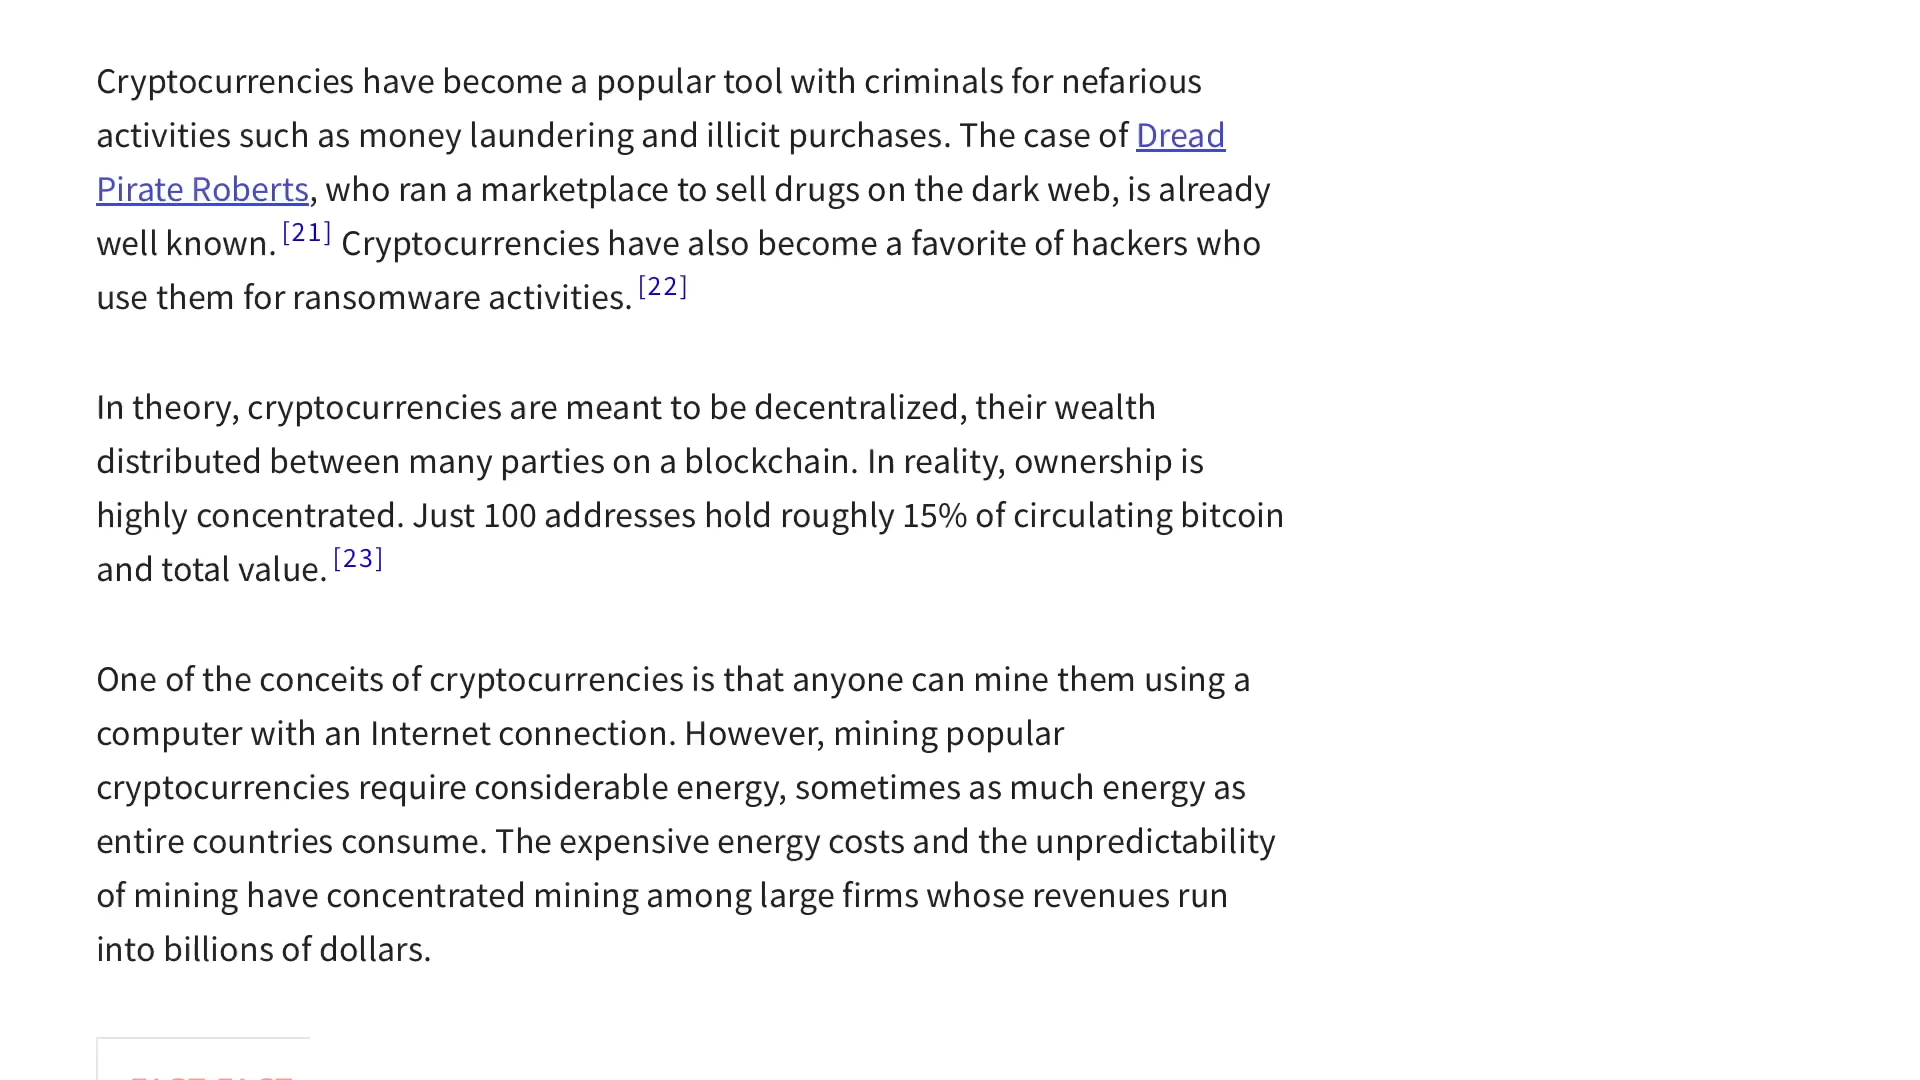 Cryptocurrencies have become a popular tool with criminals for nefarious
activities such as money laundering and illicit purchases. The case of Dread
Pirate Roberts, who ran a marketplace to sell drugs on the dark web, is already
well known. [21] Cryptocurrencies have also become a favorite of hackers who
use them for ransomware activities. [22]
In theory, cryptocurrencies are meant to be decentralized, their wealth
distributed between many parties on a blockchain. In reality, ownership is
highly concentrated. Just 100 addresses hold roughly 15% of circulating bitcoin
and total value. [23]
One of the conceits of cryptocurrencies is that anyone can mine them using a
computer with an Internet connection. However, mining popular
cryptocurrencies require considerable energy, sometimes as much energy as
entire countries consume. The expensive energy costs and the unpredictability
of mining have concentrated mining among large firms whose revenues run
into billions of dollars.